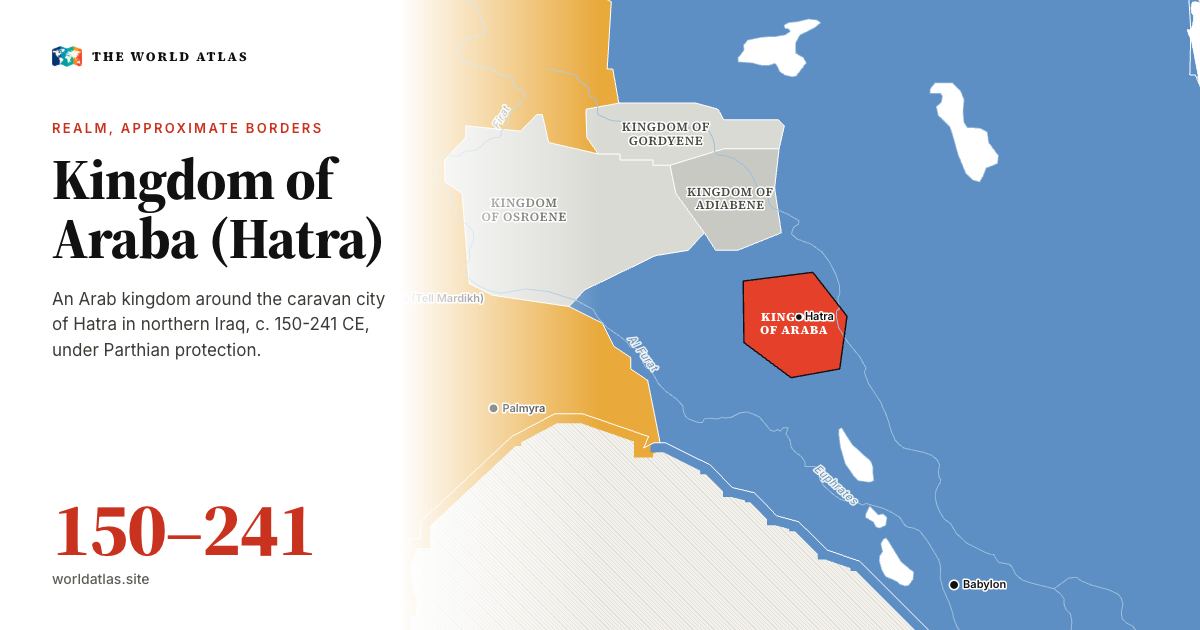 THE WORLD ATLAS
REALM, APPROXIMATE BORDERS
Kingdom of
Araba (Hatra)
An Arab kingdom around the caravan city
of Hatra in northern Iraq, c. 150-241 CE,
under Parthian protection.
150–241
worldatlas.site
Firat
KINGDOM OF
GORDYENE
KINGDOM OF
ADIABENE
KINGDOM
OF OSROENE
(Tell Mardikh)
Hatra
OF ARABA
Al Furat
Palmyra
Euphrates
Babylon